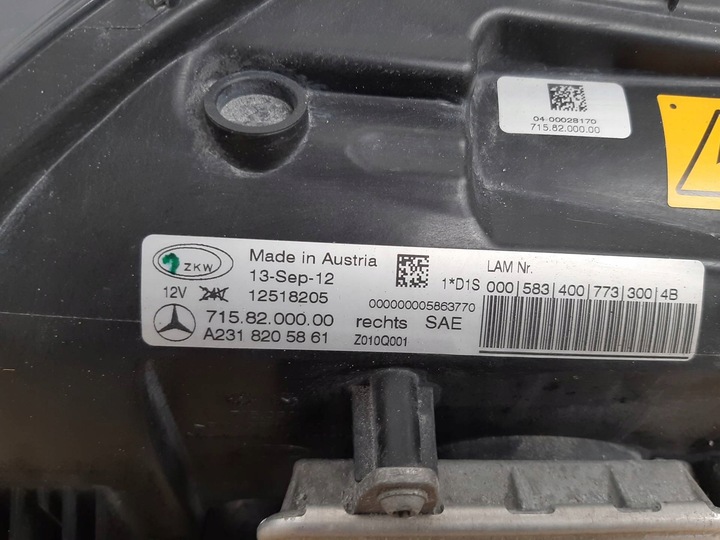 04-00028170
715.82.000.00
ZKW
Made in Austria
13-Sep-12
12V 24V 12518205
000000005863770
1*D1S
LAM Nr.
000|583|400|773|300|4B
715.82.000.00 rechts SAE
A231 820 58 61 Z010Q001